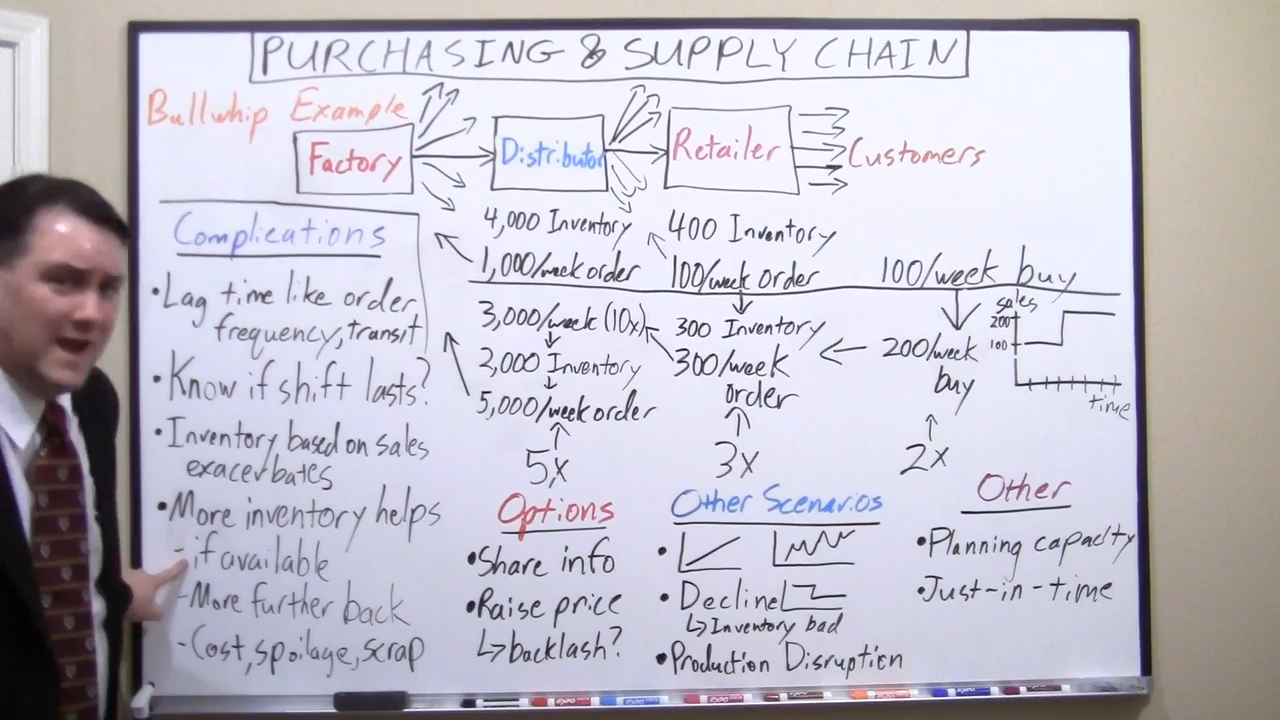 PURCHASING & SUPPLY CHAIN
Bullwhip Example
Factory
Distributor
Retailer
Customers
4,000 Inventory
1,000/week order
400 Inventory
100/week order
100/week buy
3,000/week (10x)
2,000 Inventory
5,000/week order
5x
300 Inventory
300/week
order
3x
200/week
buy
2x
sales
200
100
time
Complications
•Lag time like order
frequency, transit
•Know if shift lasts?
•Inventory based on sales
exacerbates
•More inventory helps
-if available
-More further back
-Cost, spoilage, scrap
Options
•Share info
•Raise price
↳backlash?
Other Scenarios
•Decline
↳Inventory bad
•Production Disruption
Other
•Planning capacity
•Just-in-time